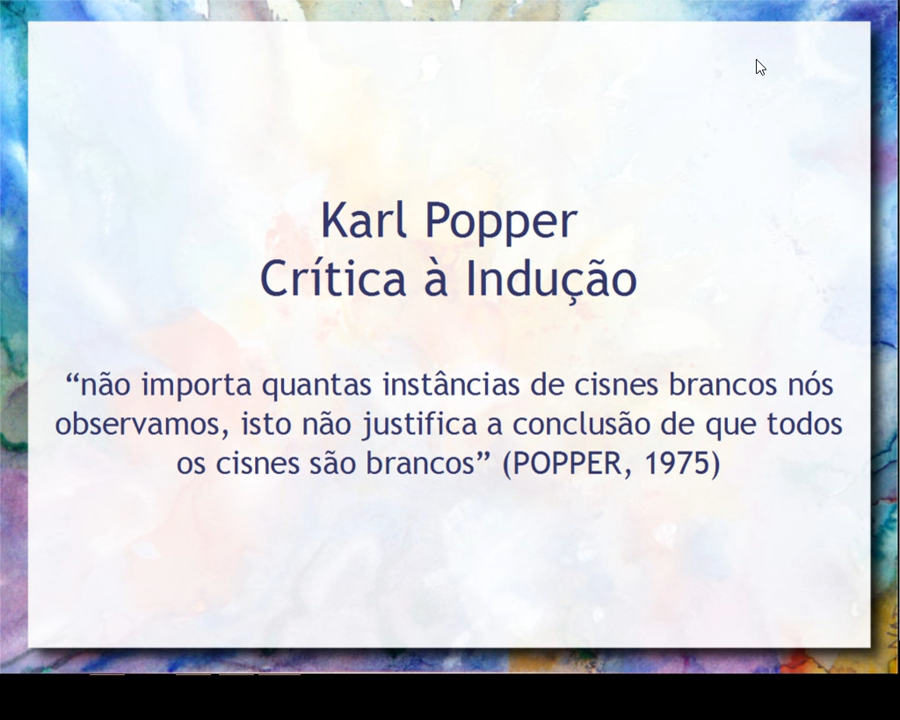 Karl Popper
Crítica à Indução
“não importa quantas instâncias de cisnes brancos nós
observamos, isto não justifica a conclusão de que todos
os cisnes são brancos” (POPPER, 1975)